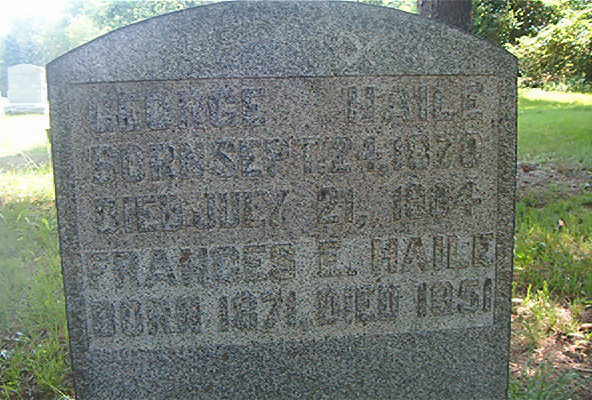 GEORGE HAILE
BORN SEPT. 24, 1870
DIED JULY 21, 1904
FRANCES E. HAILE
BORN 1871, DIED 1951